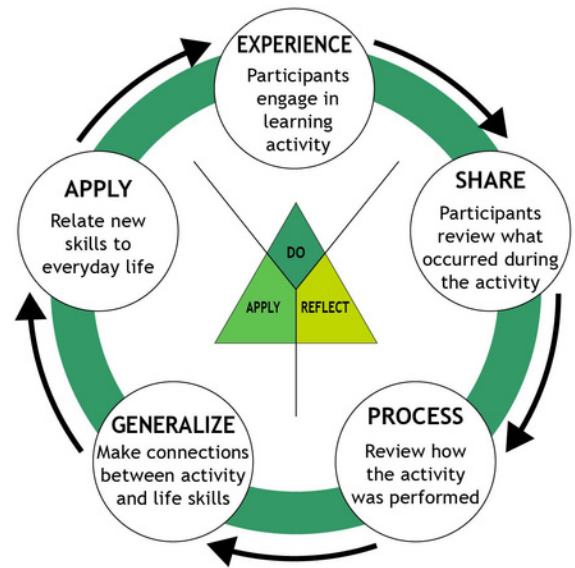 EXPERIENCE
Participants
engage in
learning
activity
SHARE
Participants
review what
occurred during
the activity
PROCESS
Review how
the activity
was performed
GENERALIZE
Make connections
between activity
and life skills
APPLY
Relate new
skills to
everyday life
DO
APPLY
REFLECT